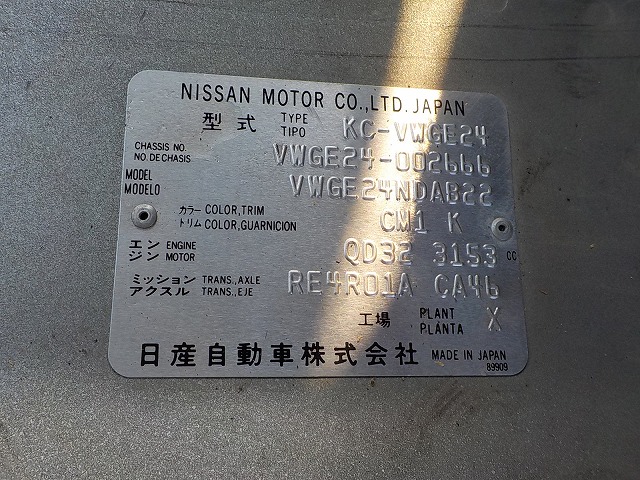 NISSAN MOTOR CO.,LTD. JAPAN
型式 TYPE TIPO KC-VWGE24
CHASSIS NO. NO.DE CHASIS VWGE24-002666
MODEL MODELO VWGE24NDAB22
カラー COLOR,TRIM トリム COLOR,GUARNICION CM1 K
エンジン ENGINE MOTOR QD32 3153 CC
ミッション TRANS.,AXLE アクスル TRANS.,EJE RE4R01A CA46
工場 PLANT PLANTA X
日産自動車株式会社 MADE IN JAPAN
89909